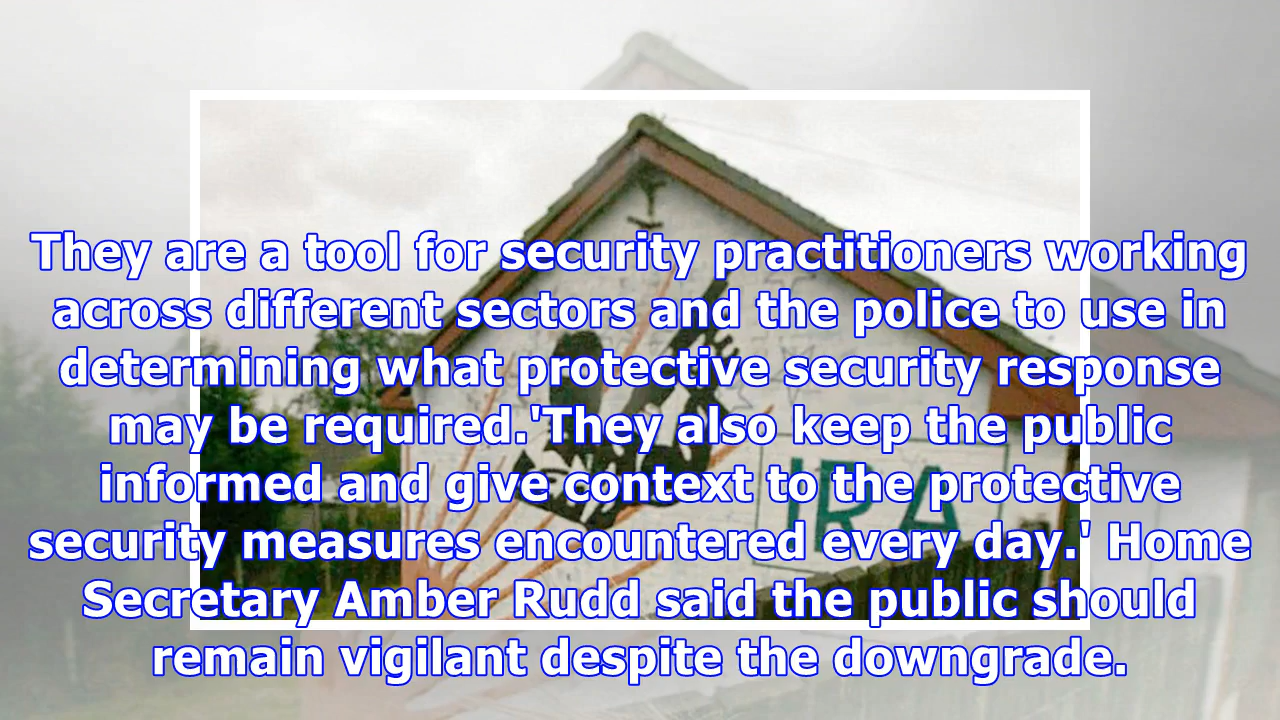 They are a tool for security practitioners working
across different sectors and the police to use in
determining what protective security response
may be required.'They also keep the public
informed and give context to the protective
security measures encountered every day.' Home
Secretary Amber Rudd said the public should
remain vigilant despite the downgrade.
IRA